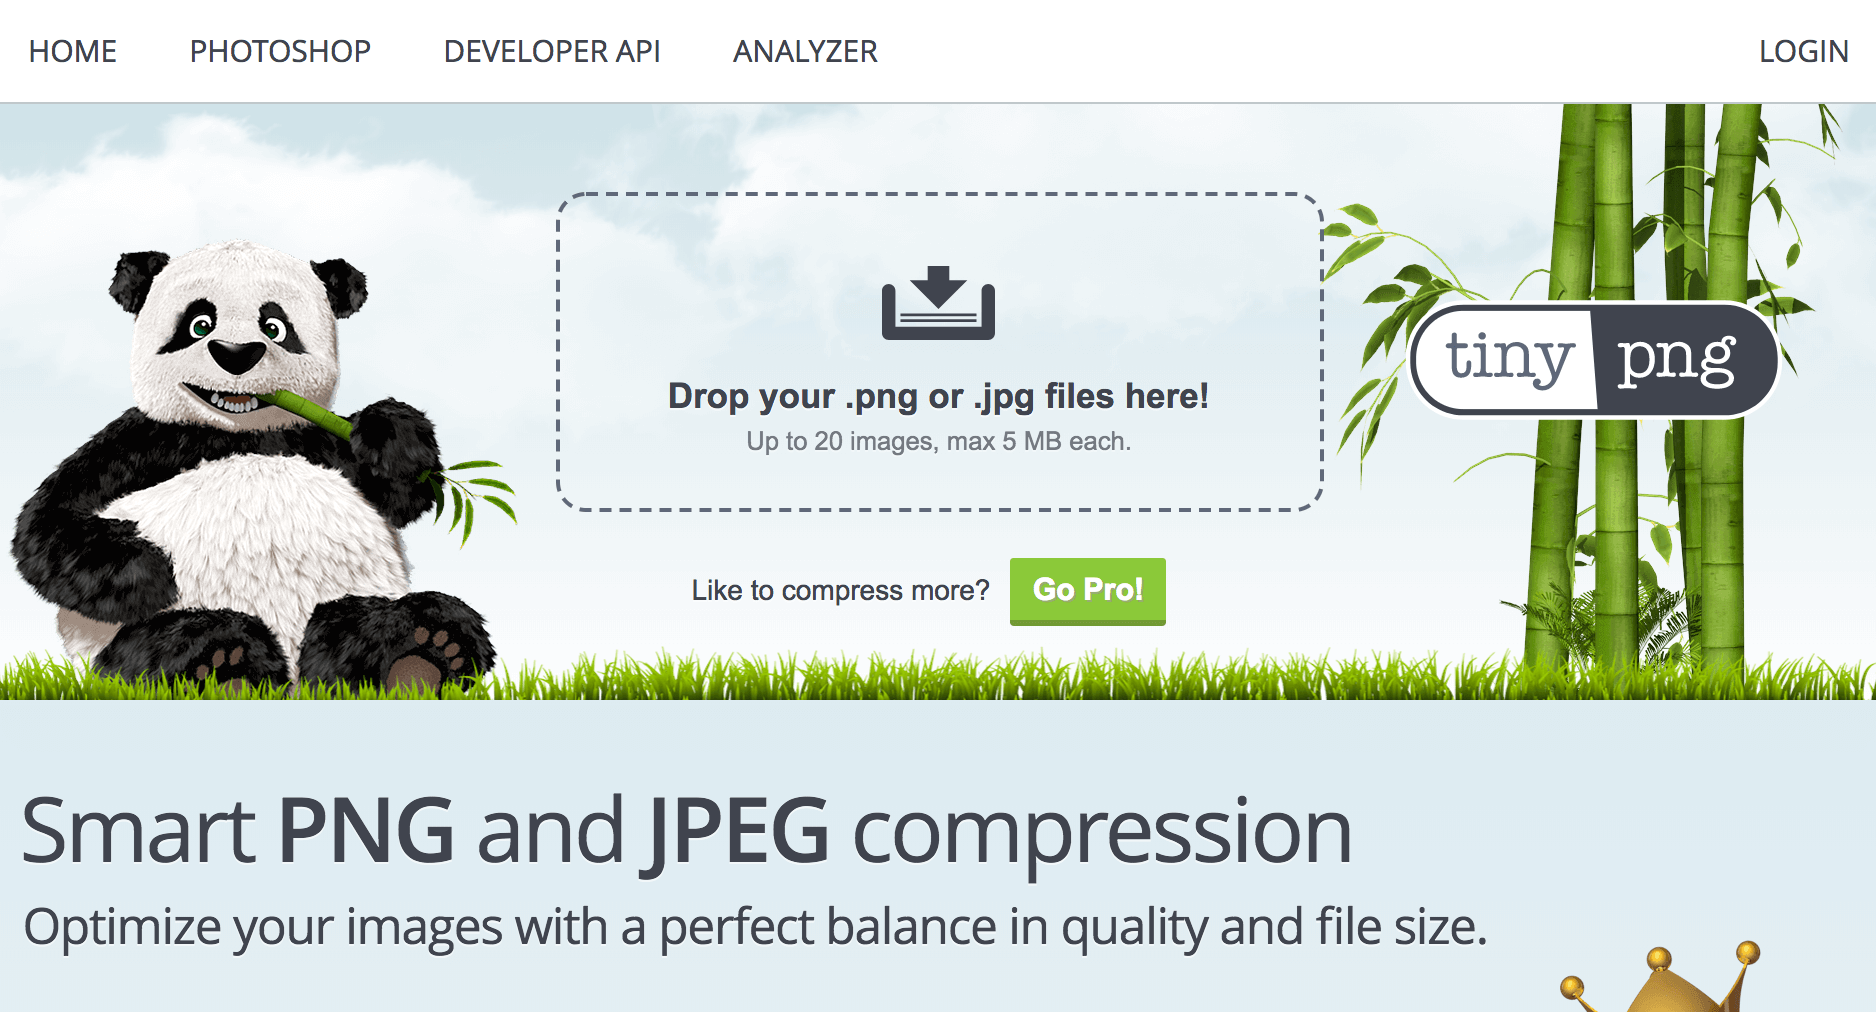 HOME PHOTOSHOP DEVELOPER API ANALYZER LOGIN
Drop your .png or .jpg files here!
Up to 20 images, max 5 MB each.
tiny png
Like to compress more? Go Pro!
Smart PNG and JPEG compression
Optimize your images with a perfect balance in quality and file size.